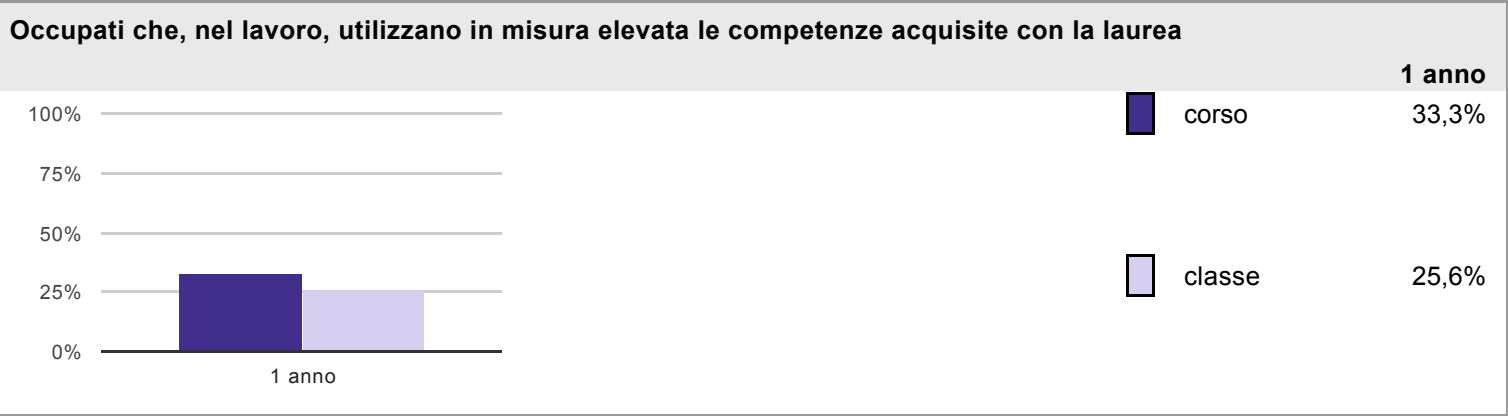 Occupati che, nel lavoro, utilizzano in misura elevata le competenze acquisite con la laurea
1 anno
100%
75%
50%
25%
0%
1 anno
corso 33,3%
classe 25,6%